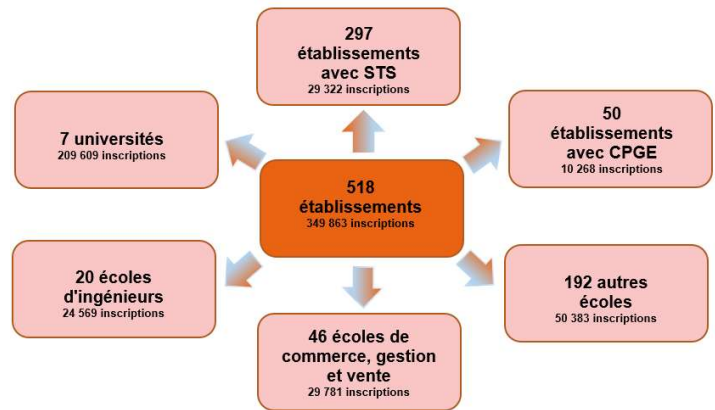 297
établissements
avec STS
29 322 inscriptions
7 universités
209 609 inscriptions
50
établissements
avec CPGE
10 268 inscriptions
518
établissements
349 863 inscriptions
20 écoles
d'ingénieurs
24 569 inscriptions
192 autres
écoles
50 383 inscriptions
46 écoles de
commerce, gestion
et vente
29 781 inscriptions